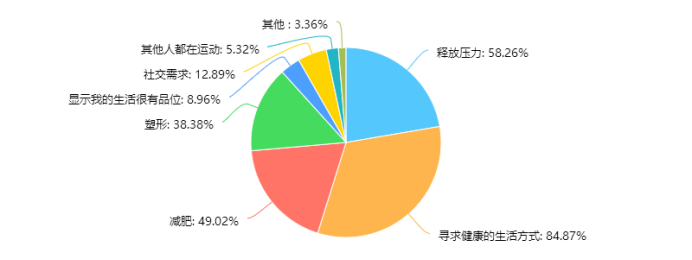 其他 : 3.36%
其他人都在运动: 5.32%
释放压力: 58.26%
社交需求: 12.89%
显示我的生活很有品位: 8.96%
塑形: 38.38%
减肥: 49.02%
寻求健康的生活方式: 84.87%